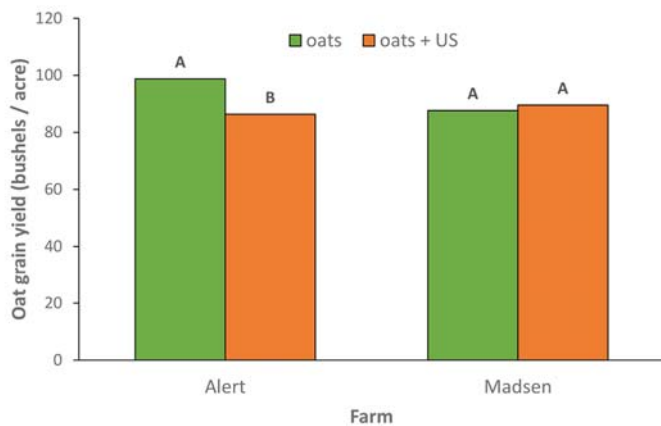 120
oats oats + US
A
100
B
A
A
80
60
40
20
0
Oat grain yield (bushels / acre)
Alert Madsen
Farm